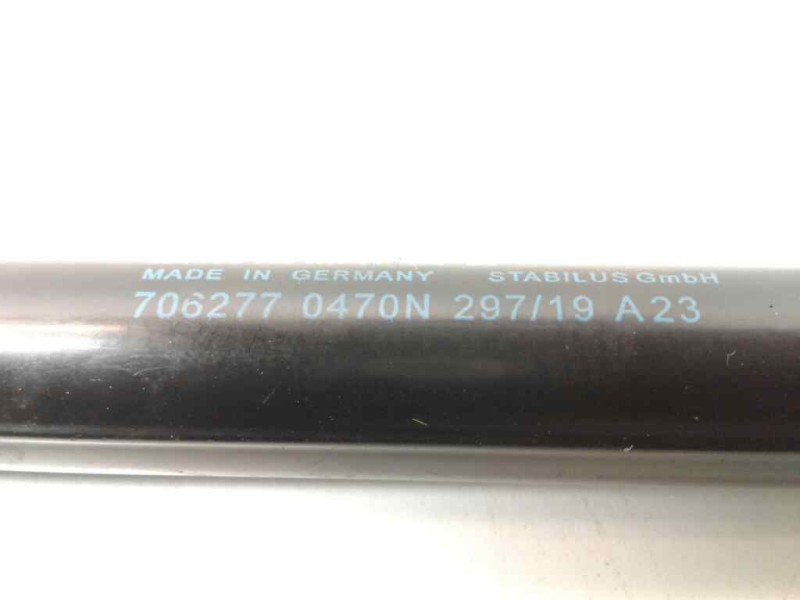 MADE IN GERMANY STABILUS GmbH
706277 0470N 297/19 A23